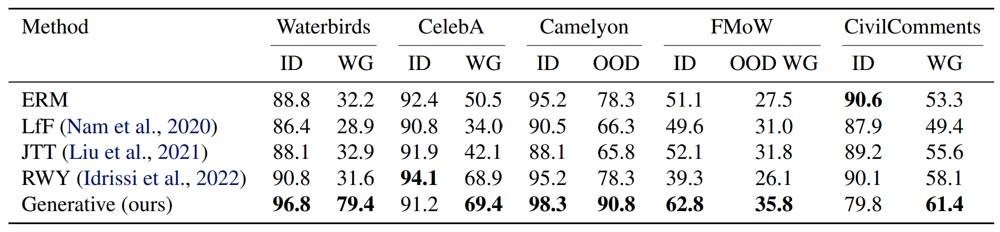 Method Waterbirds CelebA Camelyon FMoW CivilComments
ID WG ID WG ID OOD ID OOD WG ID WG
ERM 88.8 32.2 92.4 50.5 95.2 78.3 51.1 27.5 90.6 53.3
LfF (Nam et al., 2020) 86.4 28.9 90.8 34.0 90.5 66.3 49.6 31.0 87.9 49.4
JTT (Liu et al., 2021) 88.1 32.9 91.9 42.1 88.1 65.8 52.1 31.8 89.2 55.6
RWY (Idrissi et al., 2022) 90.8 31.6 94.1 68.9 95.2 78.3 39.3 26.1 90.1 58.1
Generative (ours) 96.8 79.4 91.2 69.4 98.3 90.8 62.8 35.8 79.8 61.4